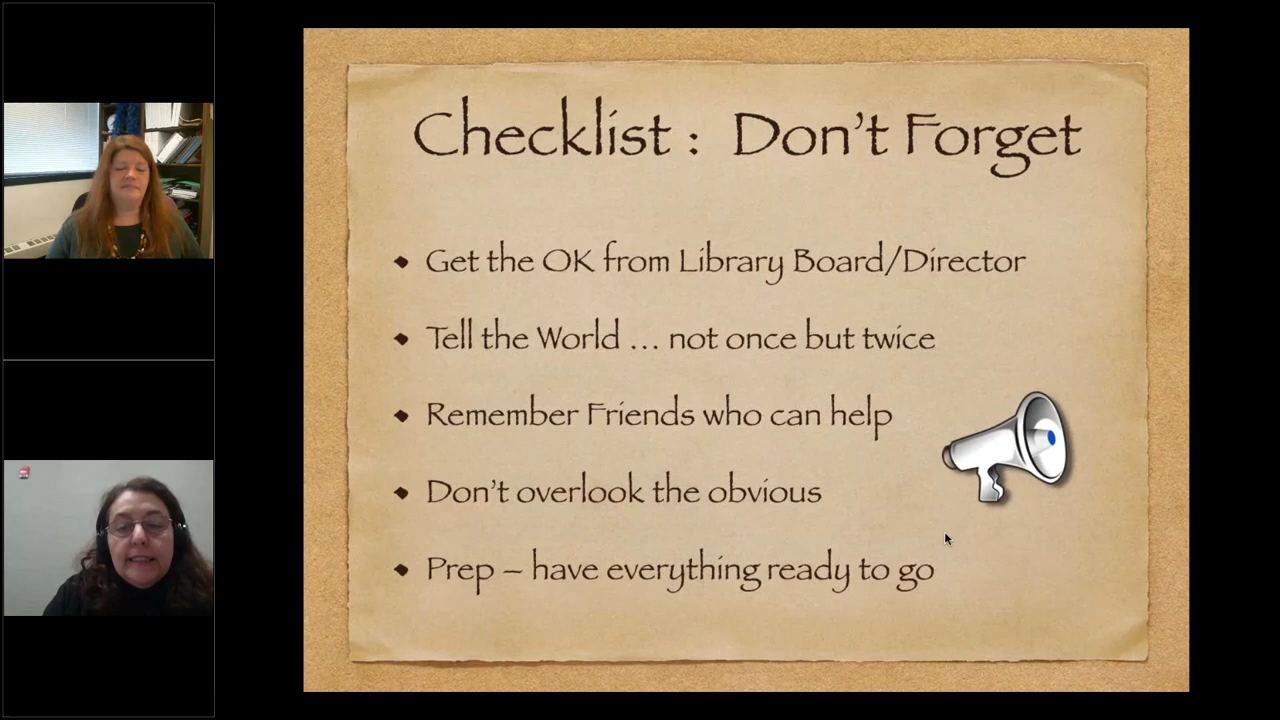 Checklist : Don't Forget
• Get the OK from Library Board/Director
• Tell the World ... not once but twice
• Remember Friends who can help
• Don't overlook the obvious
• Prep – have everything ready to go